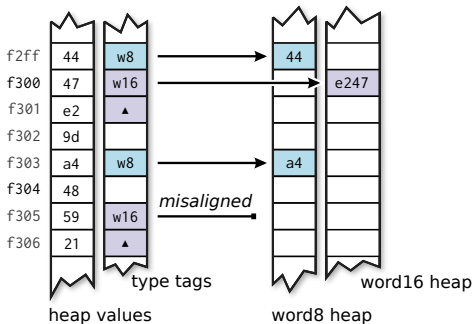 f2ff 44 w8 44
f300 47 w16 e247
f301 e2 ▲
f302 9d
f303 a4 w8 a4
f304 48
misaligned
f305 59 w16
f306 21 ▲
type tags
word16 heap
heap values
word8 heap